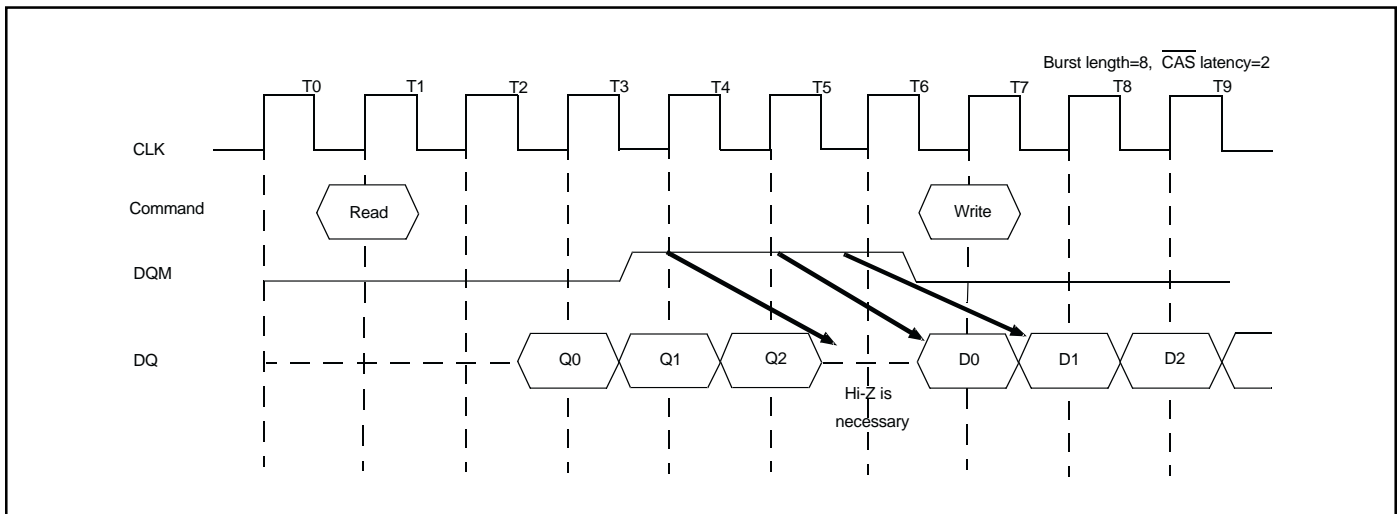 Burst length=8, CAS latency=2
T0 T1 T2 T3 T4 T5 T6 T7 T8 T9
CLK
Command Read Write
DQM
DQ Q0 Q1 Q2 D0 D1 D2
Hi-Z is
necessary